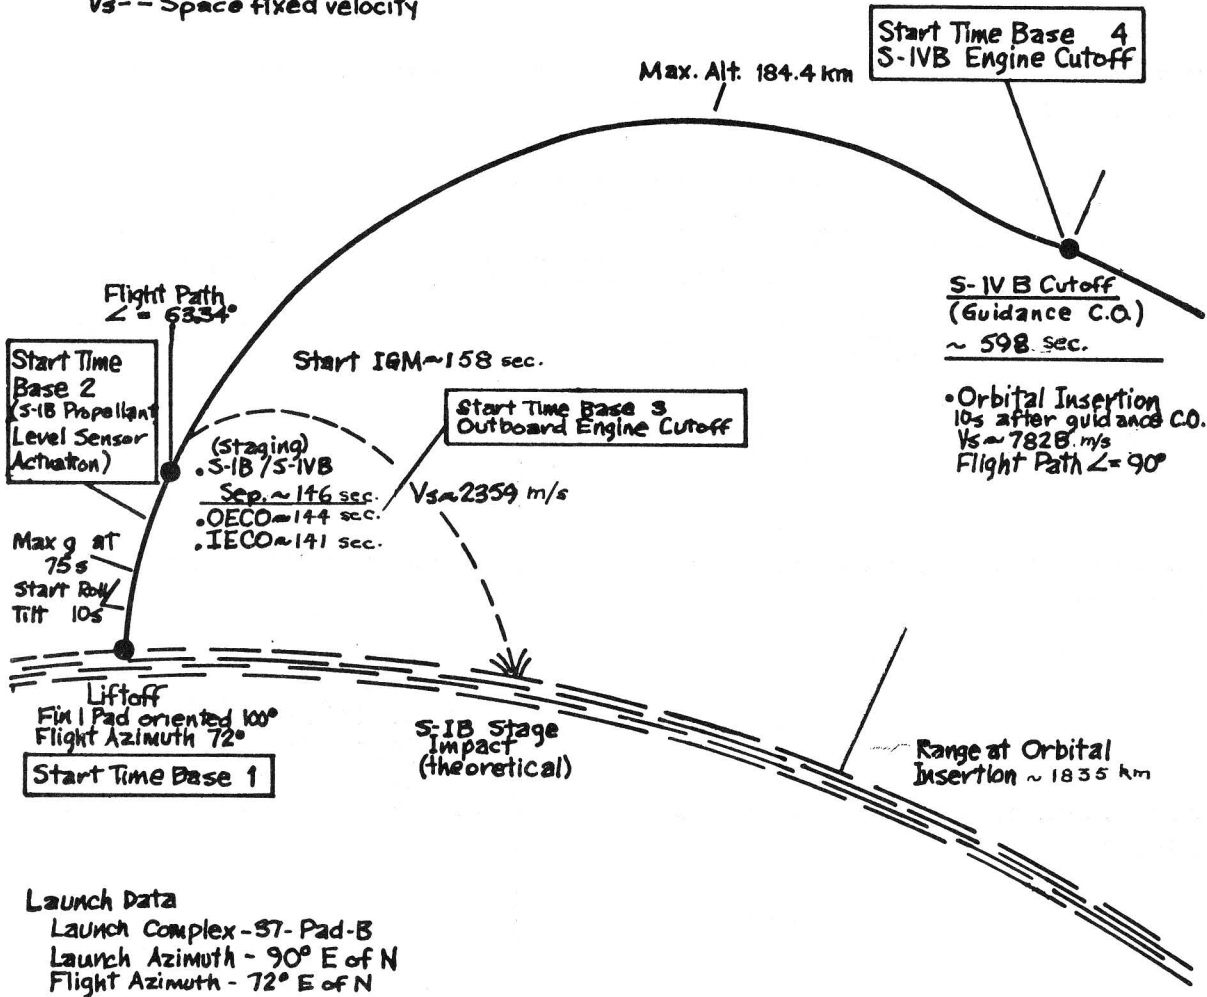 Vs-- Space fixed velocity
Start Time Base 4
S-IVB Engine Cutoff
Max. Alt. 184.4 km
Flight Path
∠ = 63.34°
Start Time
Base 2
(S-IB Propellant
Level Sensor
Actuation)
Start IGM ~ 158 sec.
Start Time Base 3
Outboard Engine Cutoff
(Staging)
• S-IB / S-IVB
Sep. ~ 146 sec.
• OECO ~ 144 sec.
• IECO ~ 141 sec.
Vs ~ 2359 m/s
S-IV B Cutoff
(Guidance C.O.)
~ 598 sec.
• Orbital Insertion
10s after guidance C.O.
Vs ~ 7828 m/s
Flight Path ∠ = 90°
Max q at
75 s
Start Roll/
Tilt 10s
Liftoff
Fin 1 Pad oriented 100°
Flight Azimuth 72°
Start Time Base 1
S-IB Stage
Impact
(theoretical)
Range at Orbital
Insertion ~ 1835 km
Launch Data
Launch Complex - 37 - Pad - B
Launch Azimuth - 90° E of N
Flight Azimuth - 72° E of N